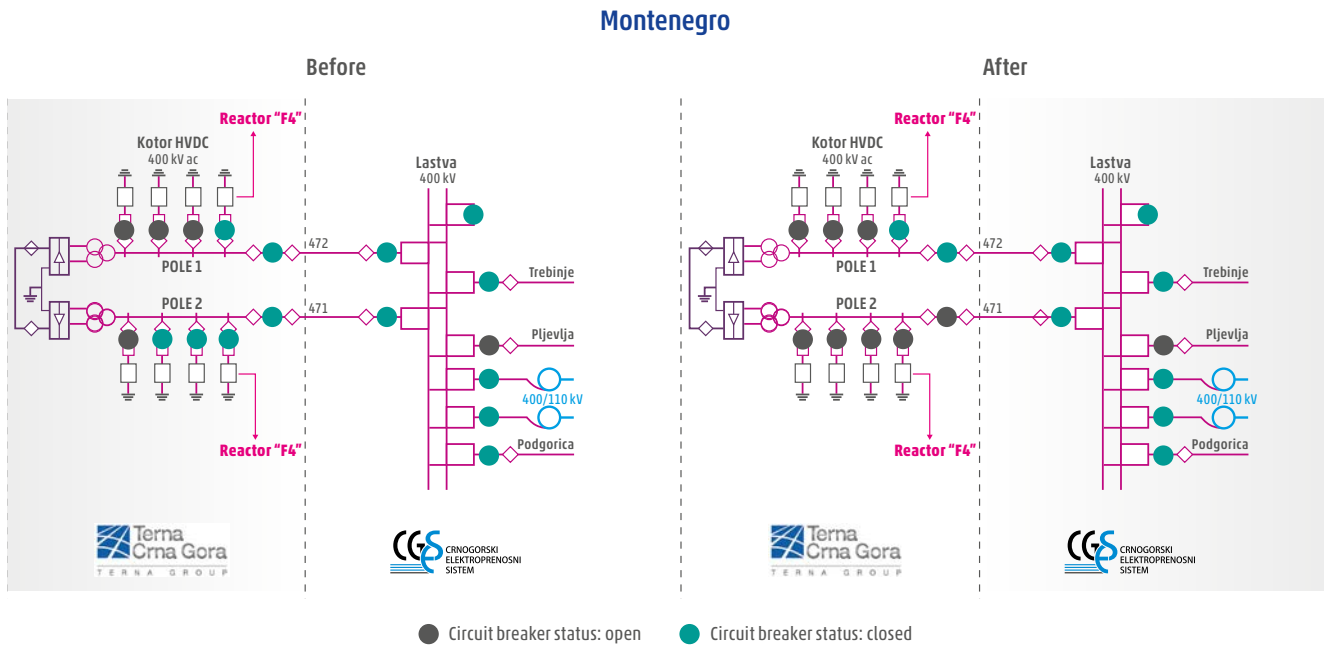 Montenegro
Before
After
Reactor “F4”
Kotor HVDC
400 kV ac
Lastva
400 kV
472
POLE 1
Trebinje
POLE 2
471
Pljevlja
400/110 kV
Podgorica
Reactor “F4”
Terna
Crna Gora
TERNA GROUP
CGES
CRNOGORSKI
ELEKTROPRENOSNI
SISTEM
Reactor “F4”
Kotor HVDC
400 kV ac
Lastva
400 kV
472
POLE 1
Trebinje
POLE 2
471
Pljevlja
400/110 kV
Podgorica
Reactor “F4”
Terna
Crna Gora
TERNA GROUP
CGES
CRNOGORSKI
ELEKTROPRENOSNI
SISTEM
Circuit breaker status: open
Circuit breaker status: closed